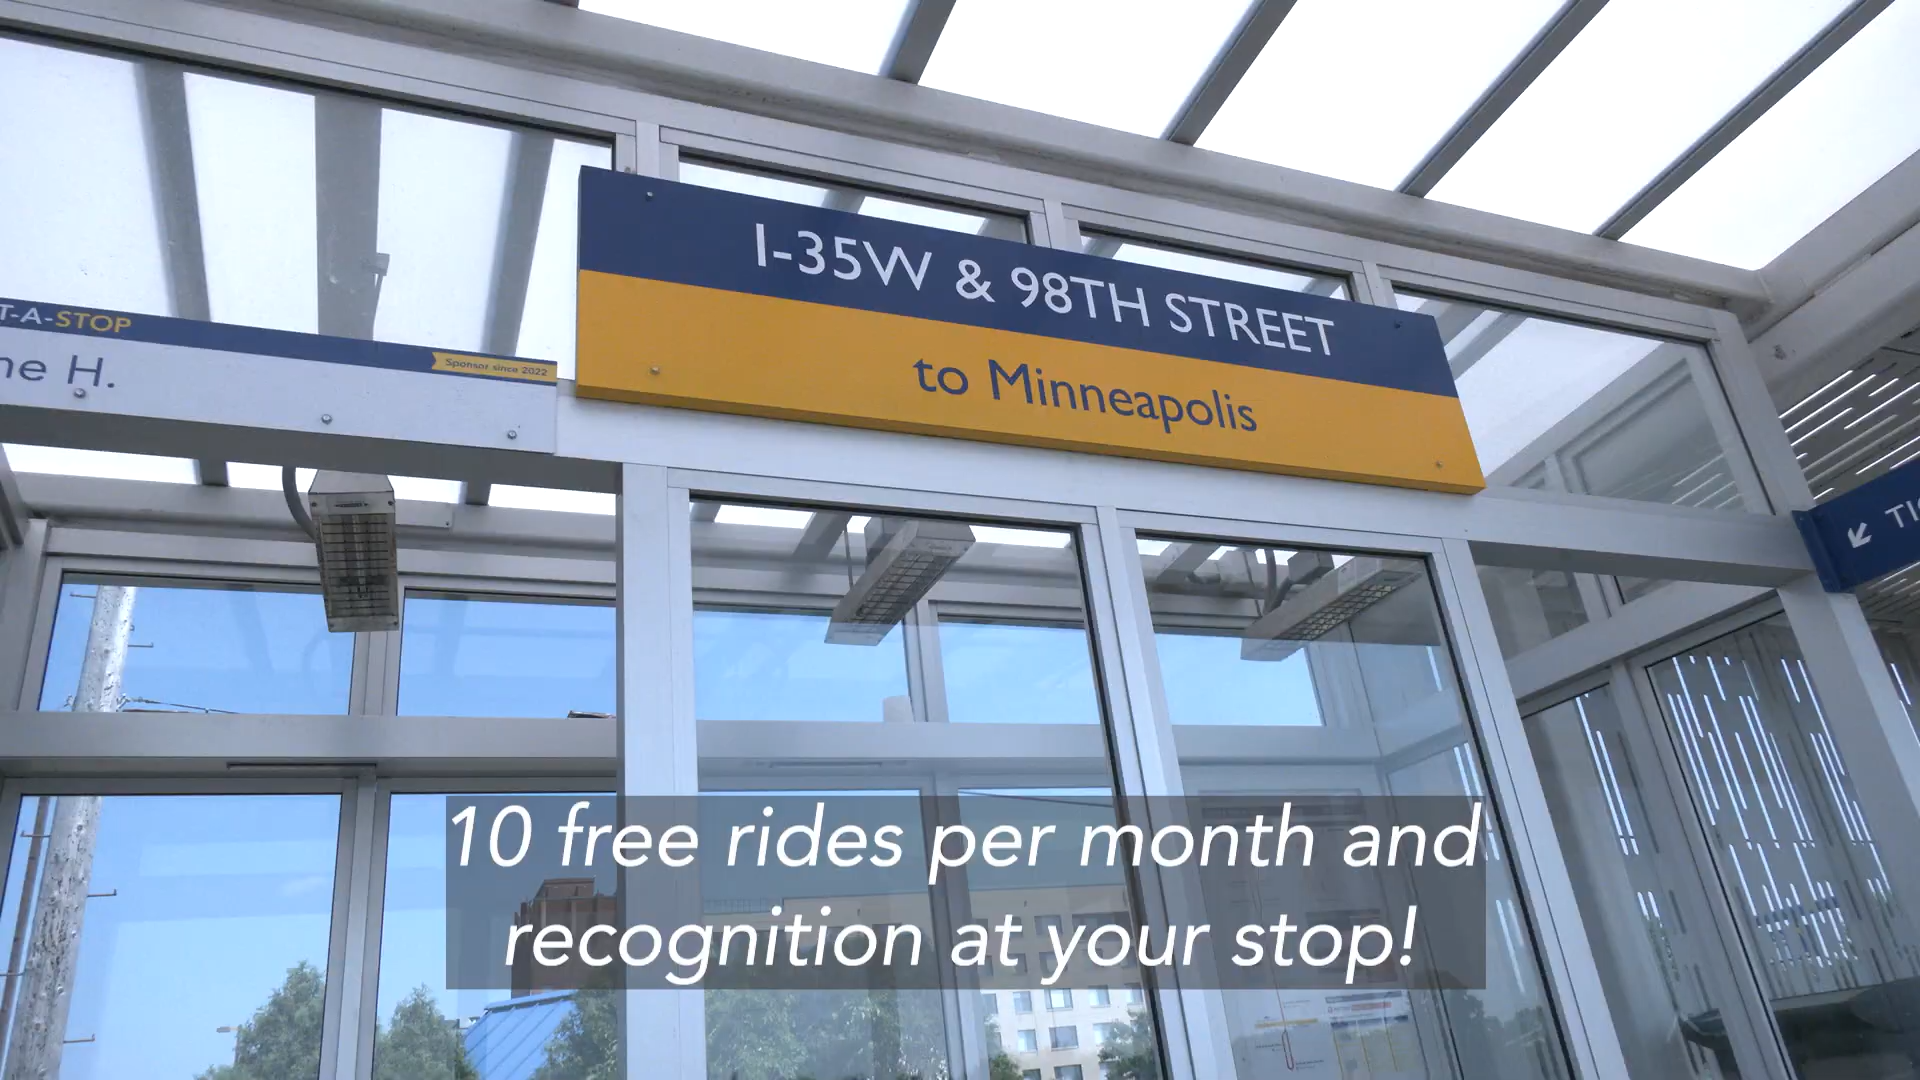 I-35W & 98TH STREET
to Minneapolis
T-A-STOP
Sponsor since 2022
ne H.
10 free rides per month and
recognition at your stop!